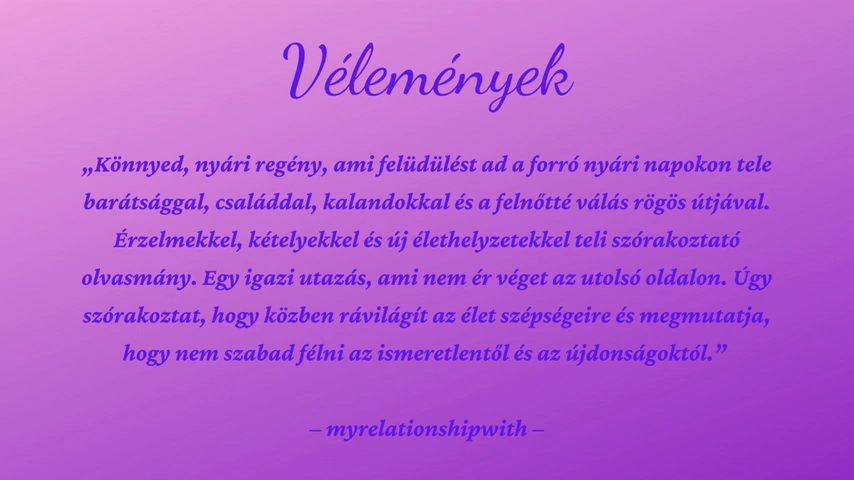 Vélemények
„Könnyed, nyári regény, ami felüdülést ad a forró nyári napokon tele
barátsággal, családdal, kalandokkal és a felnőtté válás rögös útjával.
Érzelmekkel, kételyekkel és új élethelyzetekkel teli szórakoztató
olvasmány. Egy igazi utazás, ami nem ér véget az utolsó oldalon. Úgy
szórakoztat, hogy közben rávilágít az élet szépségeire és megmutatja,
hogy nem szabad félni az ismeretlentől és az újdonságoktól.”
– myrelationshipwith –